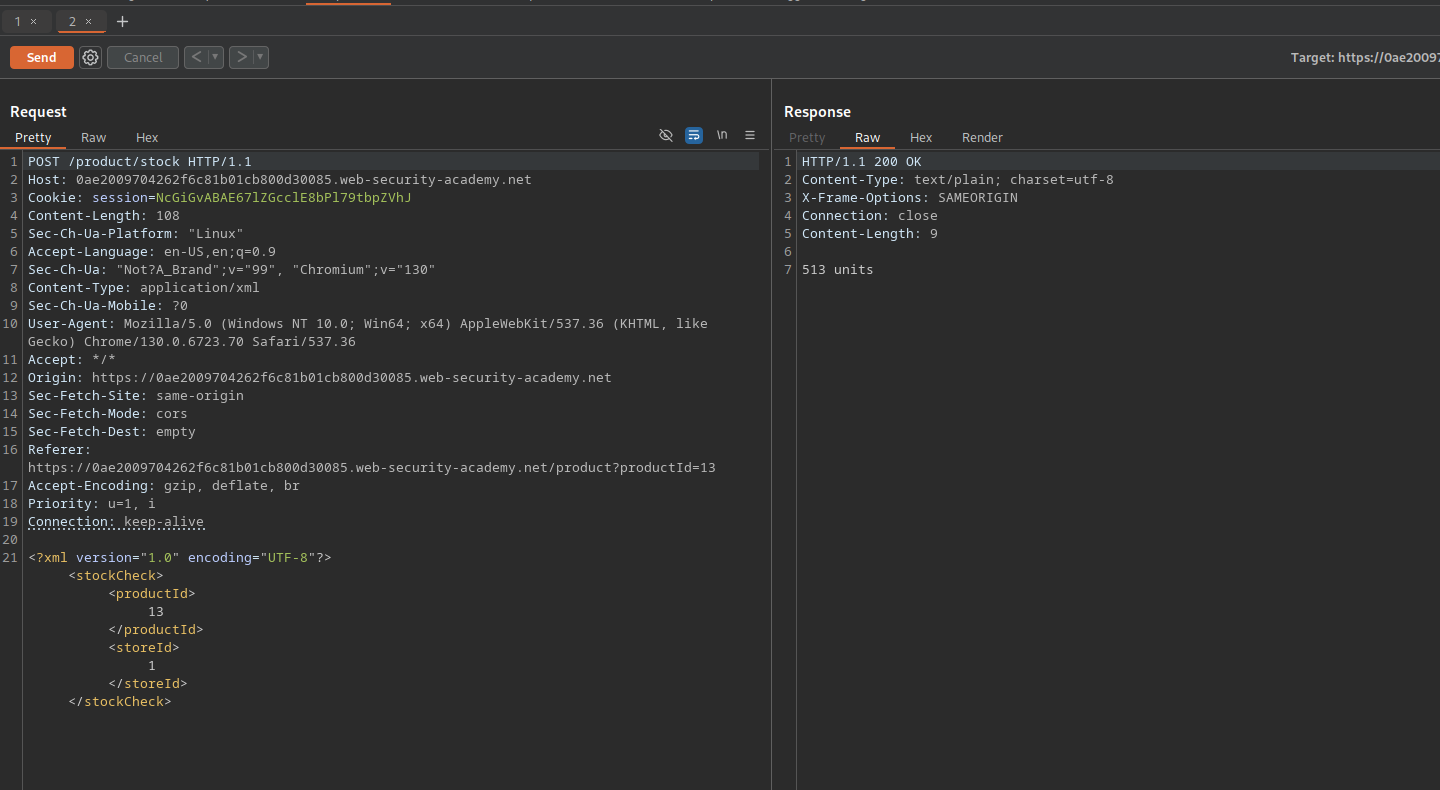 1 × 2 × +
Send Cancel < ▾ > ▾ Target: https://0ae20097
Request
Pretty Raw Hex \n ≡
1 POST /product/stock HTTP/1.1
2 Host: 0ae2009704262f6c81b01cb800d30085.web-security-academy.net
3 Cookie: session=NcGiGvABAE67lZGcclE8bPl79tbpZVhJ
4 Content-Length: 108
5 Sec-Ch-Ua-Platform: "Linux"
6 Accept-Language: en-US,en;q=0.9
7 Sec-Ch-Ua: "Not?A_Brand";v="99", "Chromium";v="130"
8 Content-Type: application/xml
9 Sec-Ch-Ua-Mobile: ?0
10 User-Agent: Mozilla/5.0 (Windows NT 10.0; Win64; x64) AppleWebKit/537.36 (KHTML, like
Gecko) Chrome/130.0.6723.70 Safari/537.36
11 Accept: */*
12 Origin: https://0ae2009704262f6c81b01cb800d30085.web-security-academy.net
13 Sec-Fetch-Site: same-origin
14 Sec-Fetch-Mode: cors
15 Sec-Fetch-Dest: empty
16 Referer:
https://0ae2009704262f6c81b01cb800d30085.web-security-academy.net/product?productId=13
17 Accept-Encoding: gzip, deflate, br
18 Priority: u=1, i
19 Connection: keep-alive
20
21 <?xml version="1.0" encoding="UTF-8"?>
<stockCheck>
<productId>
13
</productId>
<storeId>
1
</storeId>
</stockCheck>
Response
Pretty Raw Hex Render
1 HTTP/1.1 200 OK
2 Content-Type: text/plain; charset=utf-8
3 X-Frame-Options: SAMEORIGIN
4 Connection: close
5 Content-Length: 9
6
7 513 units